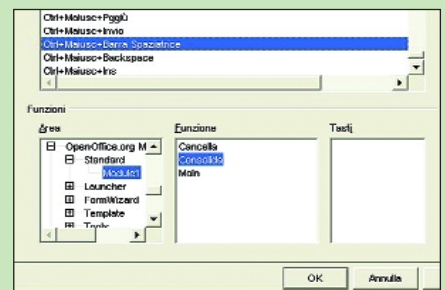 Ctrl+Maiusc+Pggiù
Ctrl+Maiusc+Invio
Ctrl+Maiusc+Barra Spaziatrice
Ctrl+Maiusc+Backspace
Ctrl+Maiusc+Ins
Funzioni
Area
Funzione
Tasti
OpenOffice.org M
Cancella
Standard
Consolida
Module1
Main
Launcher
FormWizard
Template
Tools
OK
Annulla